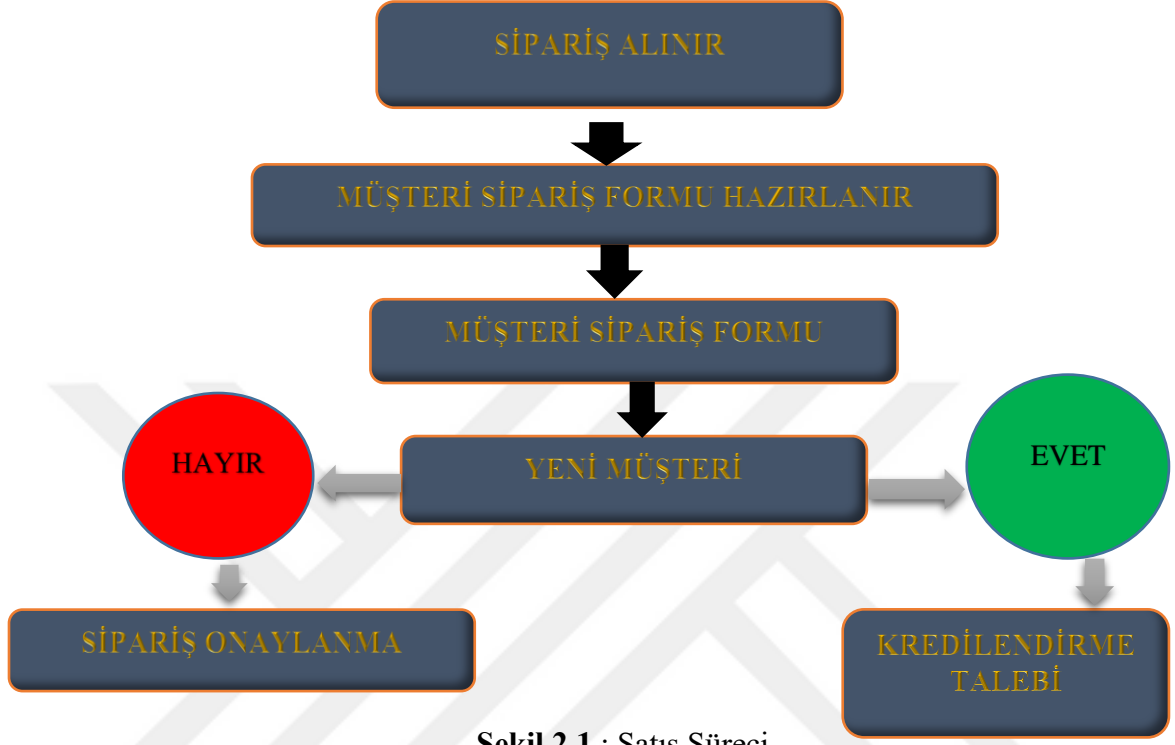 SİPARİŞ ALINIR
MÜŞTERİ SİPARİŞ FORMU HAZIRLANIR
MÜŞTERİ SİPARİŞ FORMU
HAYIR
YENİ MÜŞTERİ
EVET
SİPARİŞ ONAYLANMA
KREDİLENDİRME
TALEBİ
Şekil 2.1 : Satış Süreci